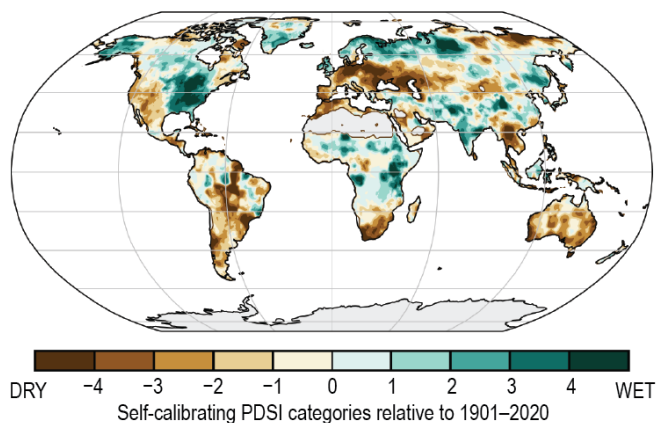 DRY −4 −3 −2 −1 0 1 2 3 4 WET
Self-calibrating PDSI categories relative to 1901–2020